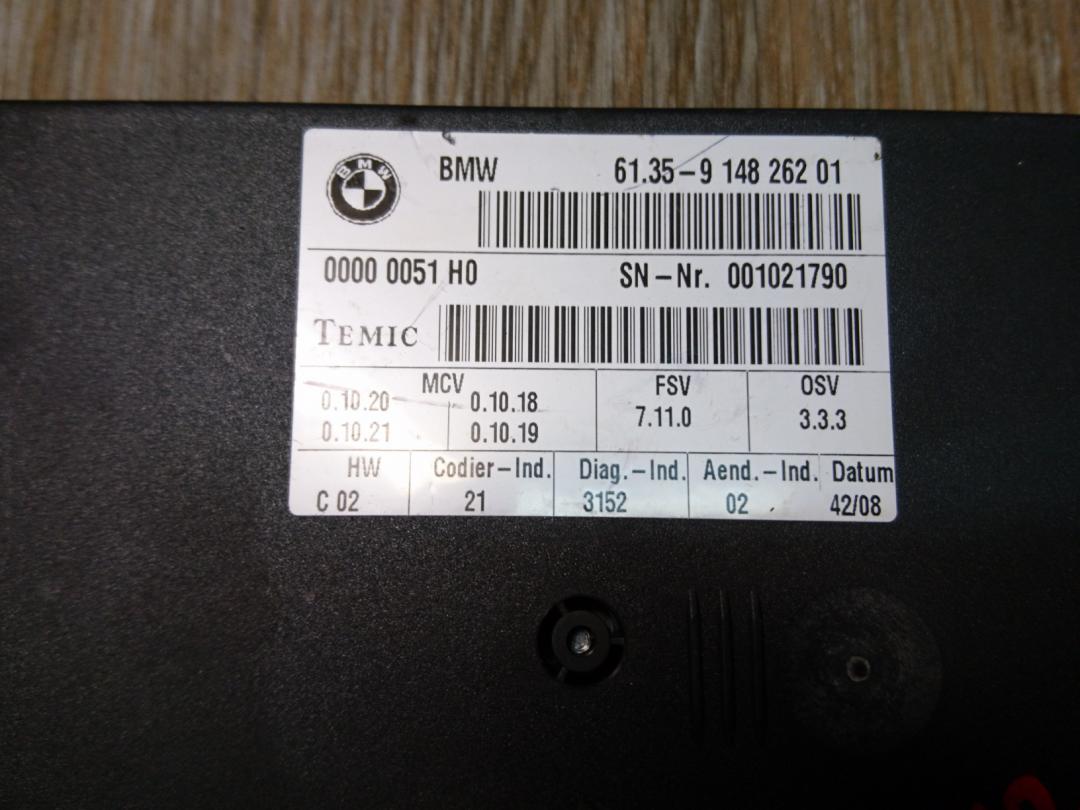 BMW
BMW 61.35-9 148 262 01
0000 0051 H0 SN-Nr. 001021790
TEMIC
MCV FSV OSV
0.10.20 0.10.18 7.11.0 3.3.3
0.10.21 0.10.19
HW Codier-Ind. Diag.-Ind. Aend.-Ind. Datum
C 02 21 3152 02 42/08